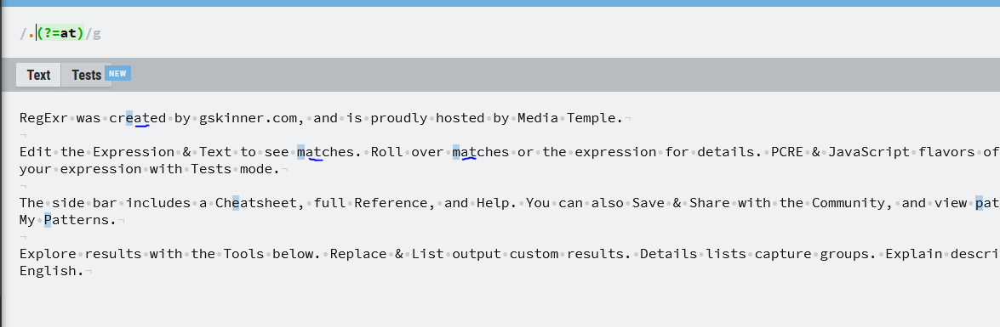 /.(?=at)/g
Text Tests NEW
RegExr was created by gskinner.com, and is proudly hosted by Media Temple.
Edit the Expression & Text to see matches. Roll over matches or the expression for details. PCRE & JavaScript flavors of
your expression with Tests mode.
The side bar includes a Cheatsheet, full Reference, and Help. You can also Save & Share with the Community, and view pat
My Patterns.
Explore results with the Tools below. Replace & List output custom results. Details lists capture groups. Explain descri
English.